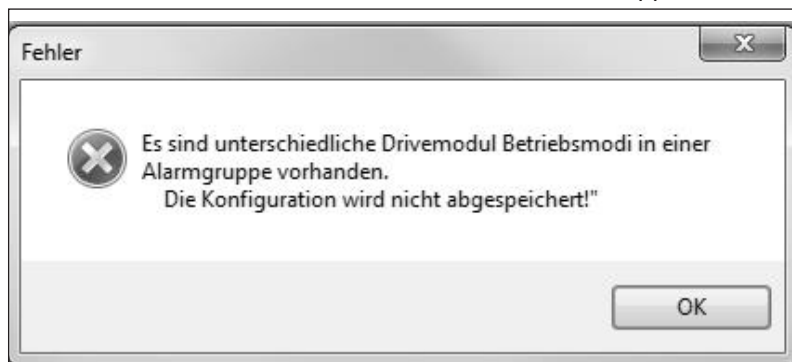 Fehler
Es sind unterschiedliche Drivemodul Betriebsmodi in einer
Alarmgruppe vorhanden.
Die Konfiguration wird nicht abgespeichert!"
OK